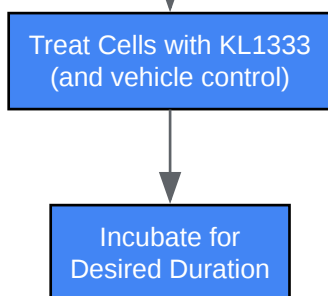 Treat Cells with KL1333
(and vehicle control)
Incubate for
Desired Duration